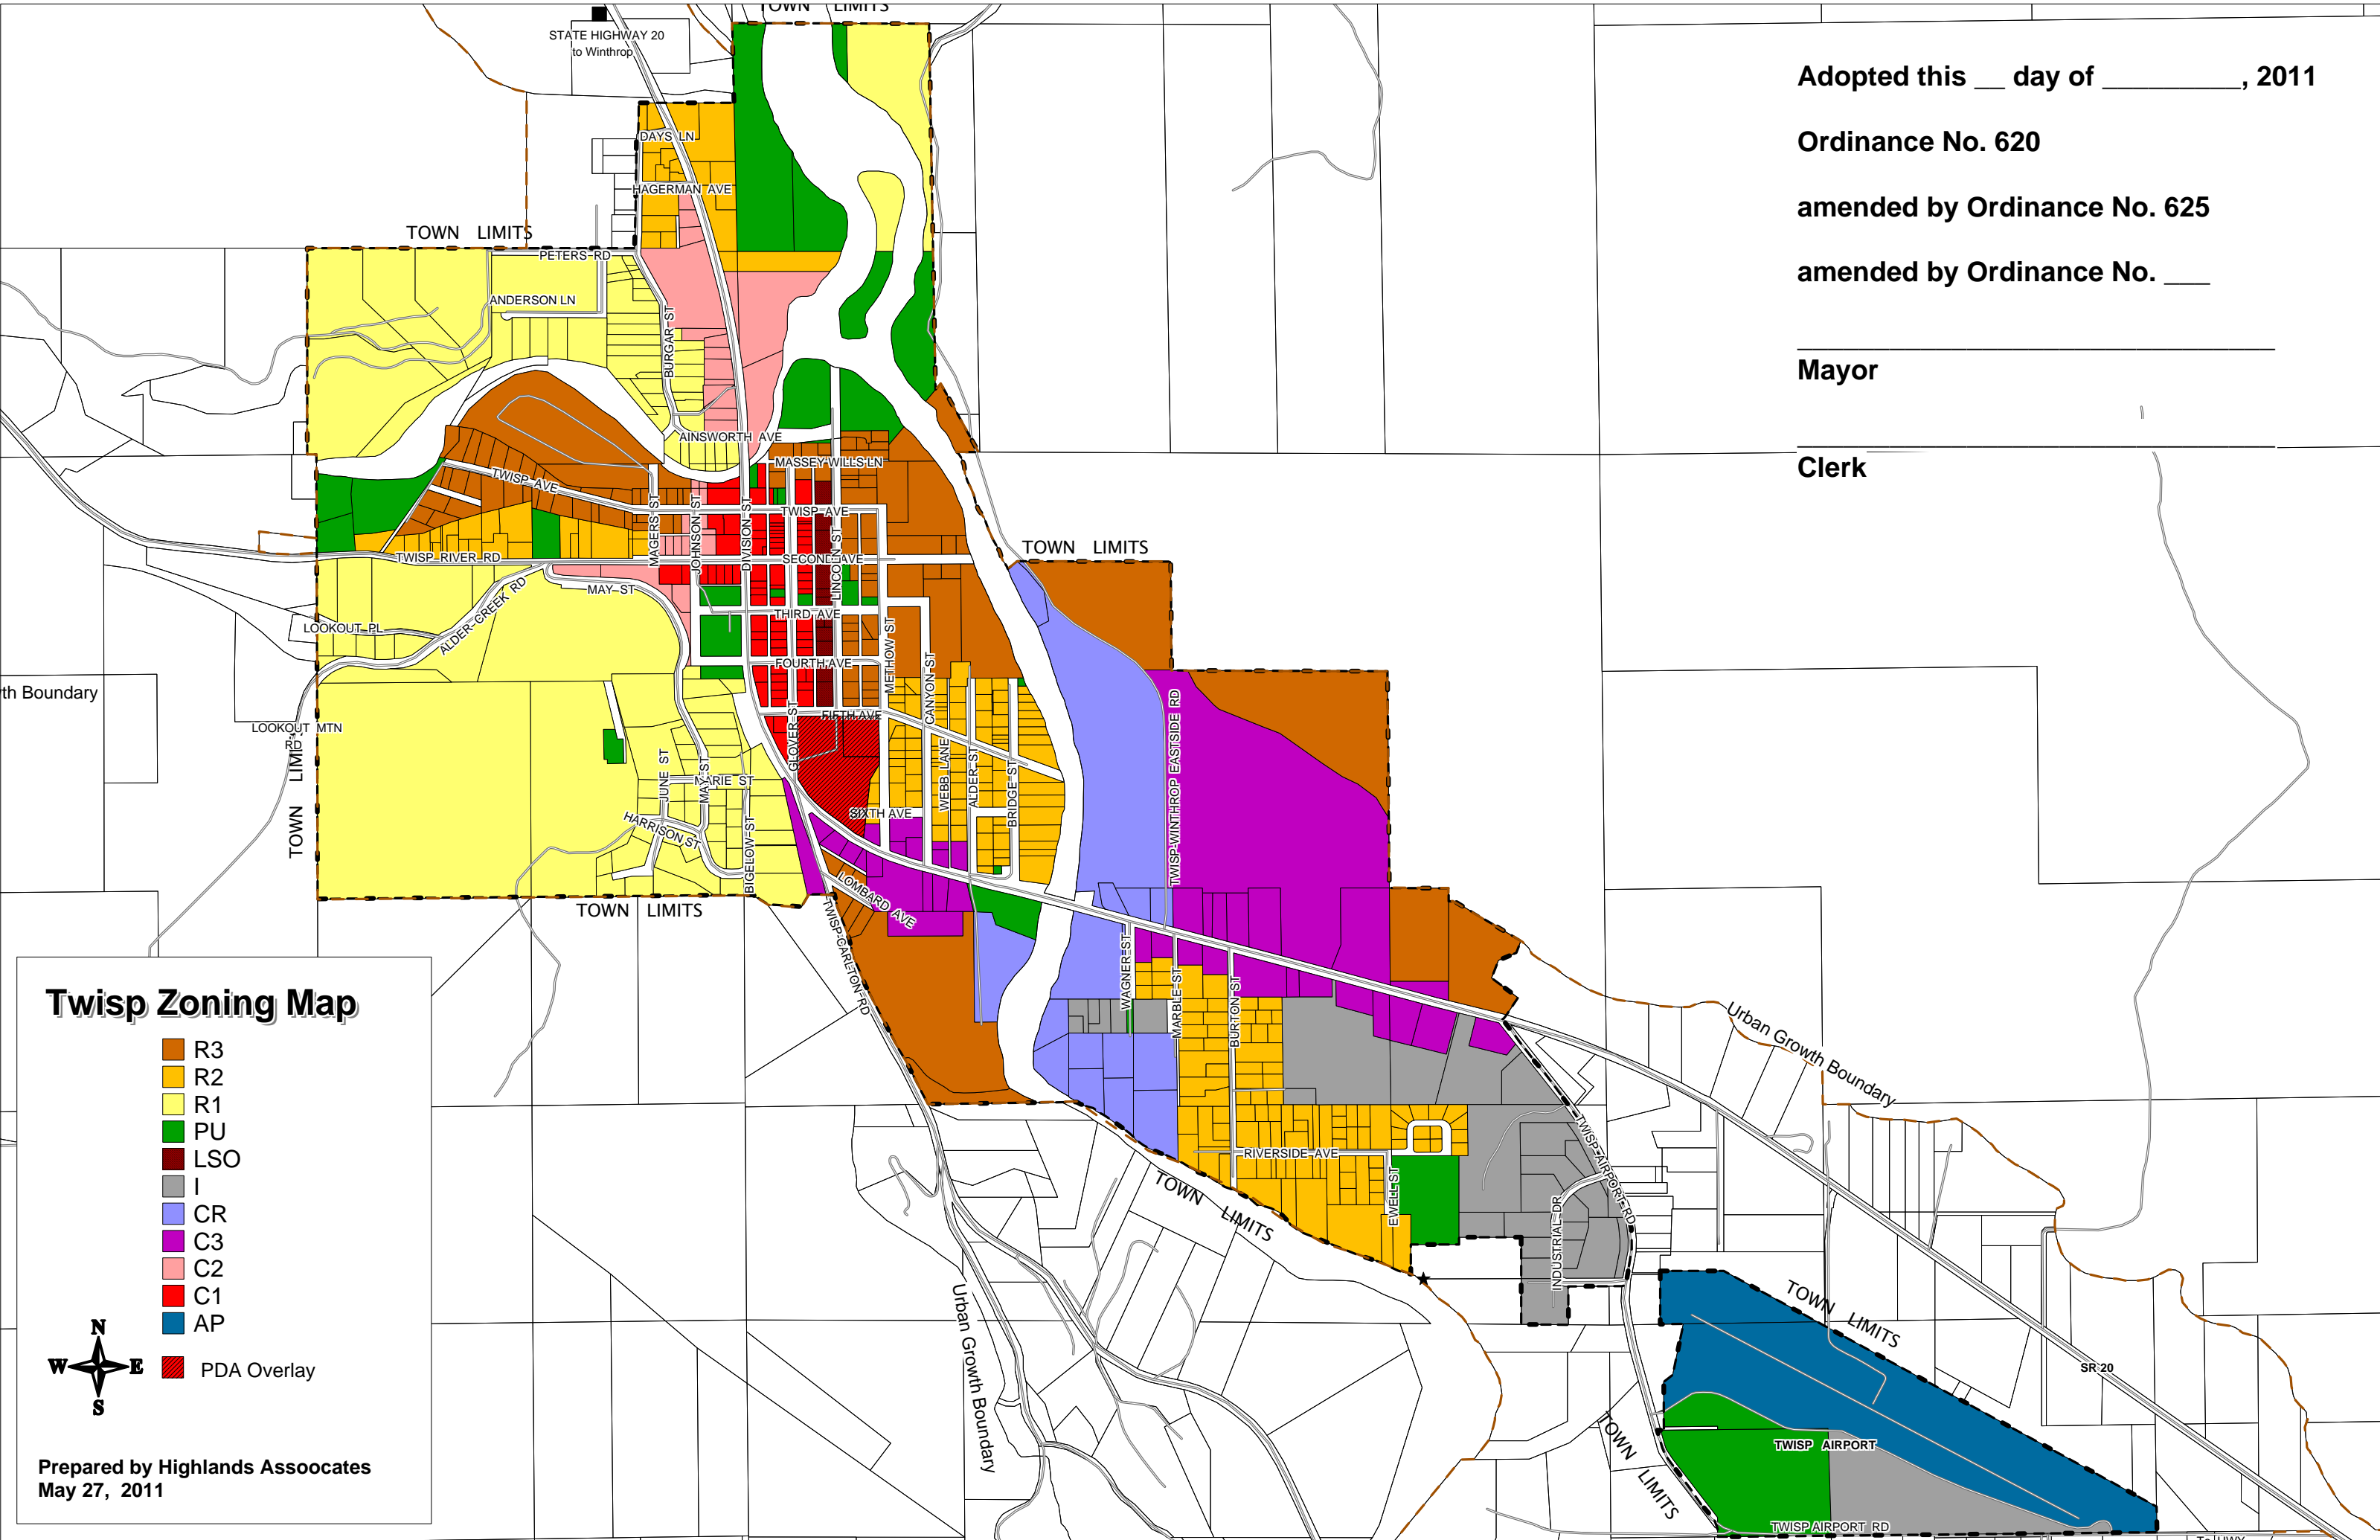 TOWN LIMITS
STATE HIGHWAY 20
to Winthrop
Adopted this __ day of _________, 2011
Ordinance No. 620
amended by Ordinance No. 625
amended by Ordinance No. ___
Mayor
Clerk
DAYS LN
HAGERMAN AVE
TOWN LIMITS
PETERS RD
ANDERSON LN
BURGAR ST
AINSWORTH AVE
MASSEY WILLS LN
TWISP AVE
MAGERS ST
JOHNSON ST
DIVISION ST
TWISP AVE
LINCOLN ST
TWISP RIVER RD
SECOND AVE
TOWN LIMITS
MAY ST
ALDER CREEK RD
THIRD AVE
LOOKOUT PL
METHOW ST
FOURTH AVE
CANYON ST
th Boundary
FIFTH AVE
GLOVER ST
LOOKOUT MTN
RD
TOWN LIMITS
TWISP-WINTHROP EASTSIDE RD
JUNE ST
MAY ST
MARIE ST
WEBB LANE
ALDER ST
BRIDGE ST
SIXTH AVE
HARRISON ST
BIGELOW ST
LOMBARD AVE
TOWN LIMITS
TWISP-CARLTON RD
WAGNER ST
MARBLE ST
BURTON ST
Urban Growth Boundary
RIVERSIDE AVE
EWELL ST
TWISP AIRPORT RD
INDUSTRIAL DR
TOWN LIMITS
Urban Growth Boundary
TOWN LIMITS
SR 20
TOWN LIMITS
TWISP AIRPORT
TWISP AIRPORT RD
To HWY
Twisp Zoning Map
R3
R2
R1
PU
LSO
I
CR
C3
C2
C1
AP
PDA Overlay
N
W E
S
Prepared by Highlands Assoocates
May 27, 2011